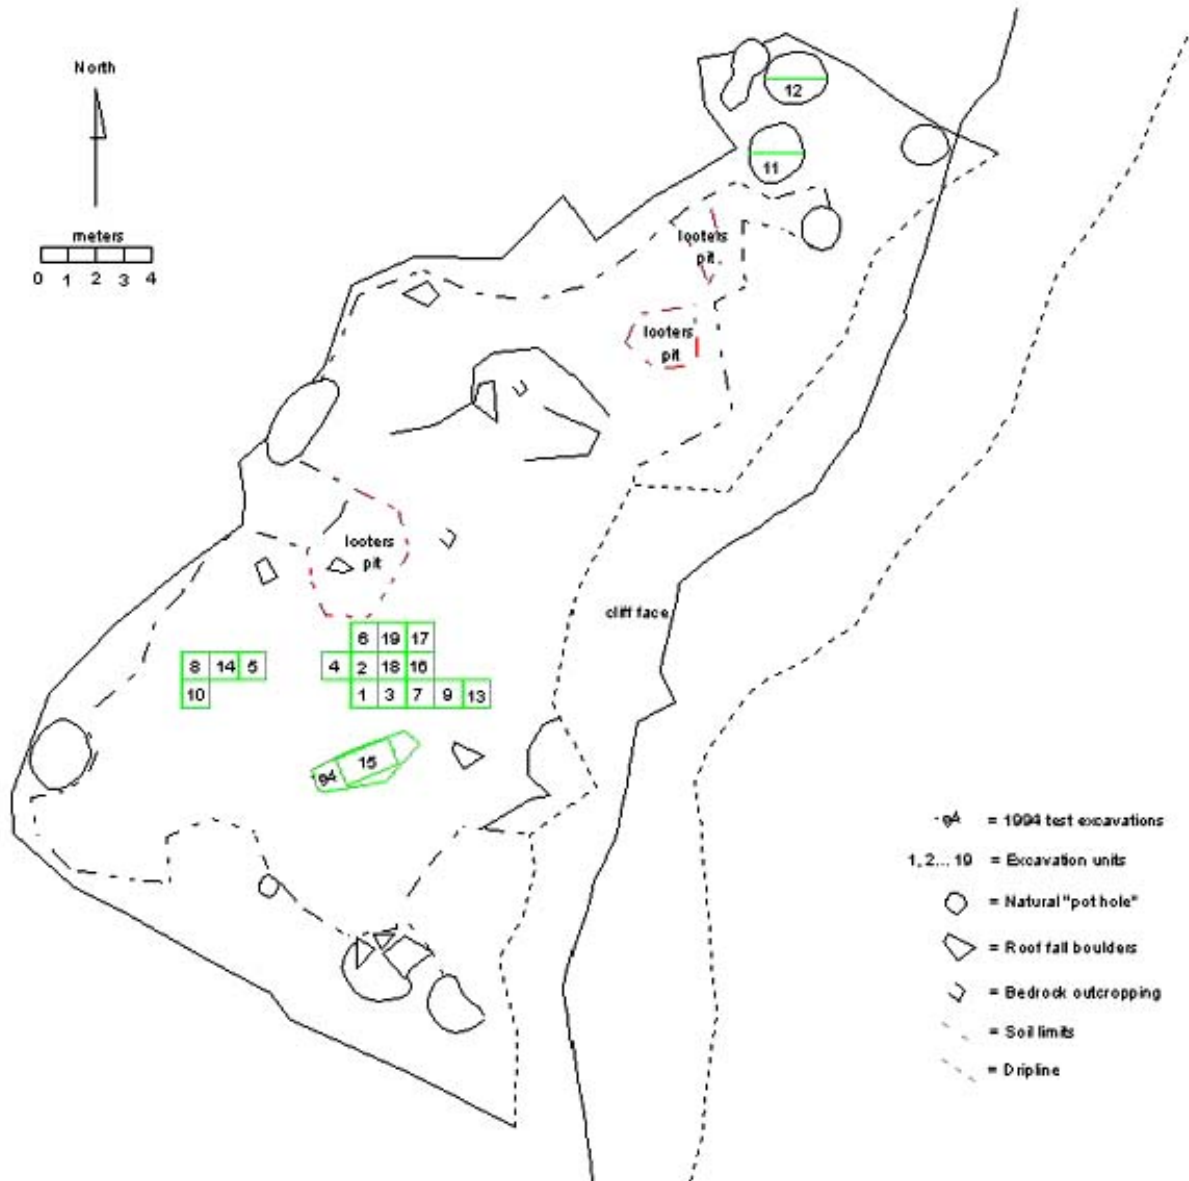 North
meters
0 1 2 3 4
12
11
looters
pit
looters
pit
looters
pit
cliff face
6 19 17
8 14 5
4 2 18 16
10
1 3 7 9 13
15
94
94 = 1994 test excavations
1, 2... 19 = Excavation units
= Natural "pot hole"
= Roof fall boulders
= Bedrock outcropping
= Soil limits
= Dripline